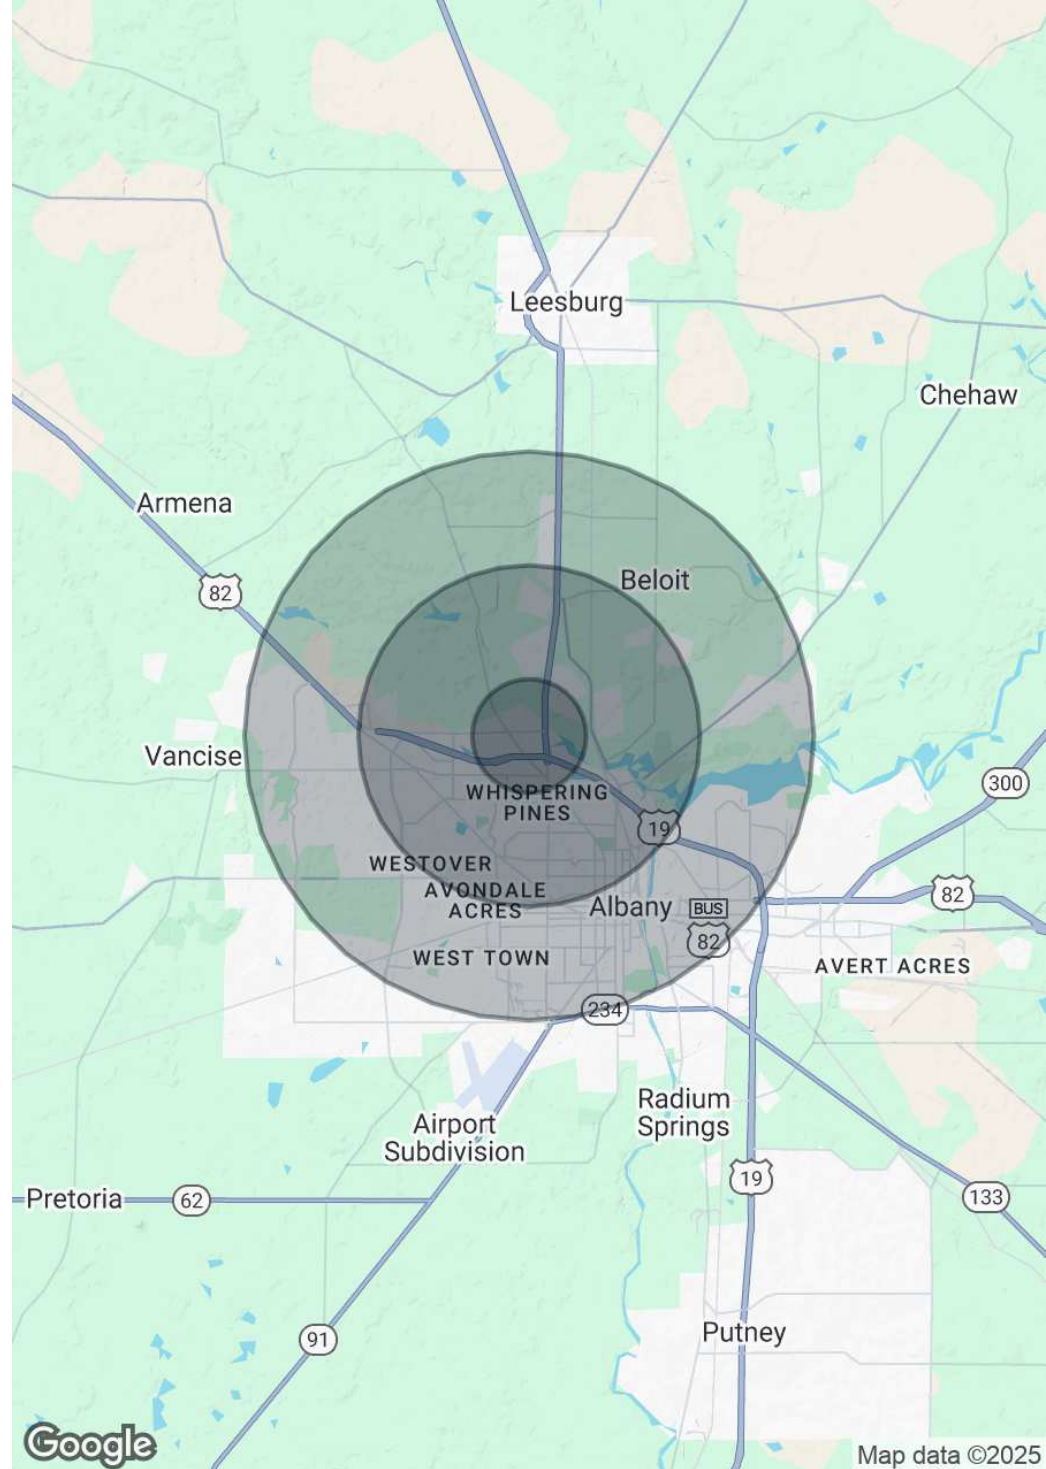 Leesburg
Chehaw
Armena
Beloit
82
Vancise
300
WHISPERING
PINES
19
WESTOVER
AVONDALE
ACRES
82
Albany
BUS
82
WEST TOWN
AVERT ACRES
234
Radium
Springs
Airport
Subdivision
19
Pretoria
62
133
Putney
91
Google
Map data ©2025